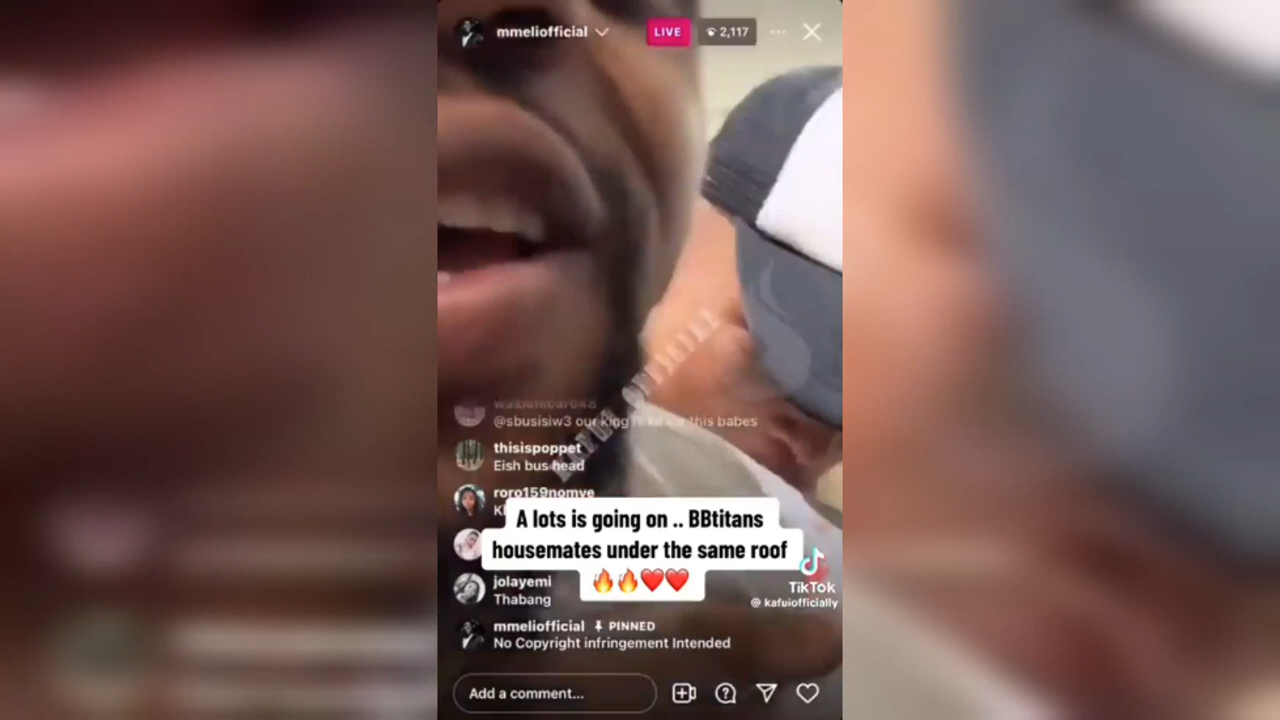 mmeliofficial
LIVE
2,117
@sbusisiw3 our king this babes
thisispoppet
Eish bus head
roro159nomve
A lots is going on .. BBtitans
housemates under the same roof
🔥🔥❤️❤️
jolayemi
Thabang
TikTok
@ kafuiofficially
mmeliofficial PINNED
No Copyright infringement Intended
Add a comment...